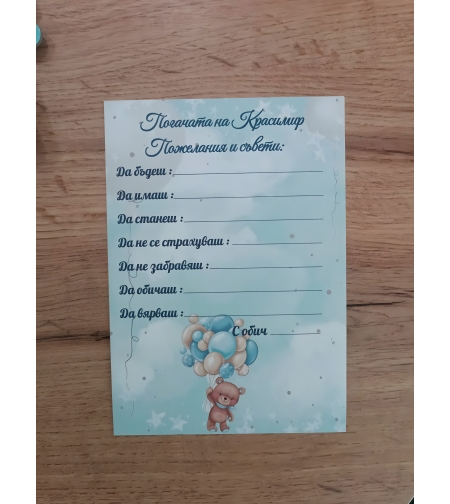 Погачата на Красимир
Пожелания и съвети:
Да бъдеш :
Да имаш :
Да станеш :
Да не се страхуваш :
Да не забравяш :
Да обичаш :
Да вярваш :
С обич